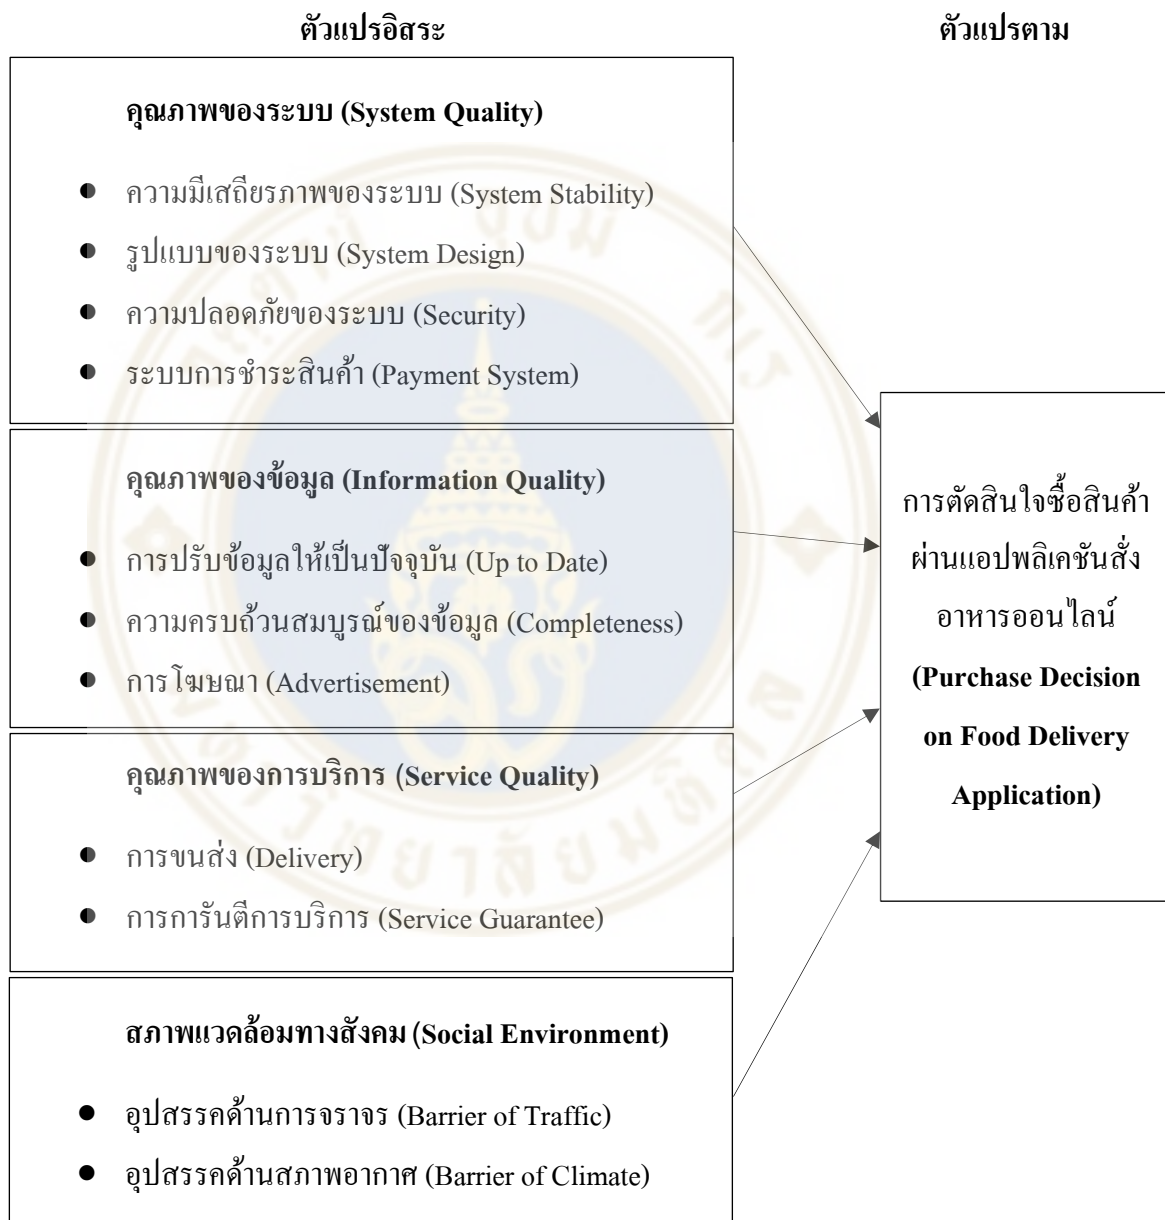 ตัวแปรอิสระ
ตัวแปรตาม
คุณภาพของระบบ (System Quality)
ความมีเสถียรภาพของระบบ (System Stability)
รูปแบบของระบบ (System Design)
ความปลอดภัยของระบบ (Security)
ระบบการชำระสินค้า (Payment System)
คุณภาพของข้อมูล (Information Quality)
การปรับข้อมูลให้เป็นปัจจุบัน (Up to Date)
ความครบถ้วนสมบูรณ์ของข้อมูล (Completeness)
การโฆษณา (Advertisement)
คุณภาพของการบริการ (Service Quality)
การขนส่ง (Delivery)
การการันตีการบริการ (Service Guarantee)
สภาพแวดล้อมทางสังคม (Social Environment)
อุปสรรคด้านการจราจร (Barrier of Traffic)
อุปสรรคด้านสภาพอากาศ (Barrier of Climate)
การตัดสินใจซื้อสินค้า
ผ่านแอปพลิเคชันสั่ง
อาหารออนไลน์
(Purchase Decision
on Food Delivery
Application)